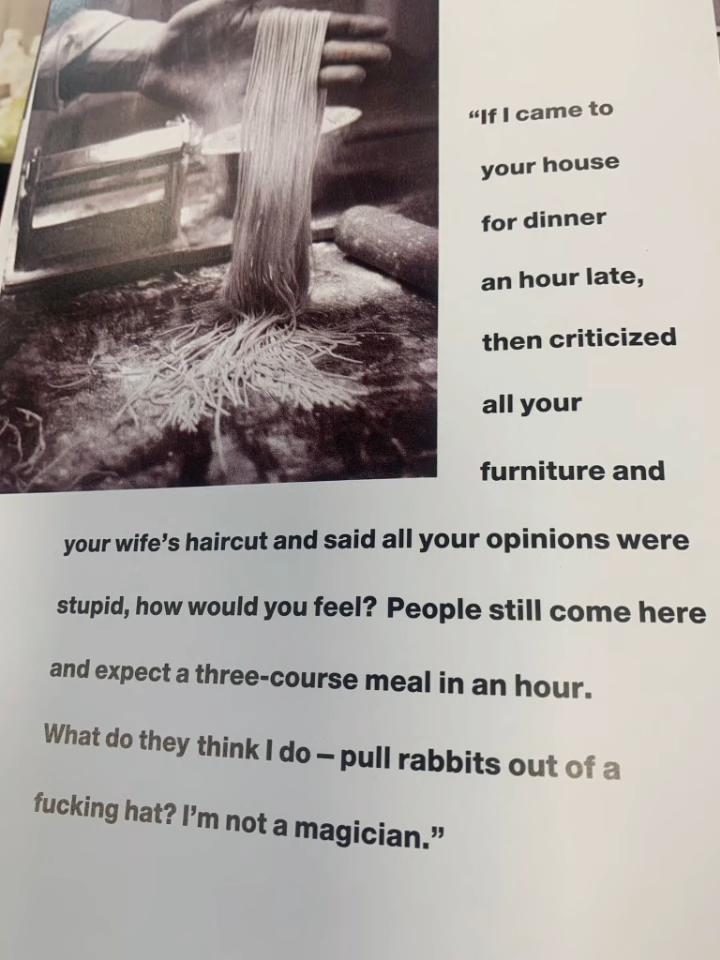 “If I came to
your house
for dinner
an hour late,
then criticized
all your
furniture and
your wife’s haircut and said all your opinions were
stupid, how would you feel? People still come here
and expect a three-course meal in an hour.
What do they think I do – pull rabbits out of a
fucking hat? I’m not a magician.”